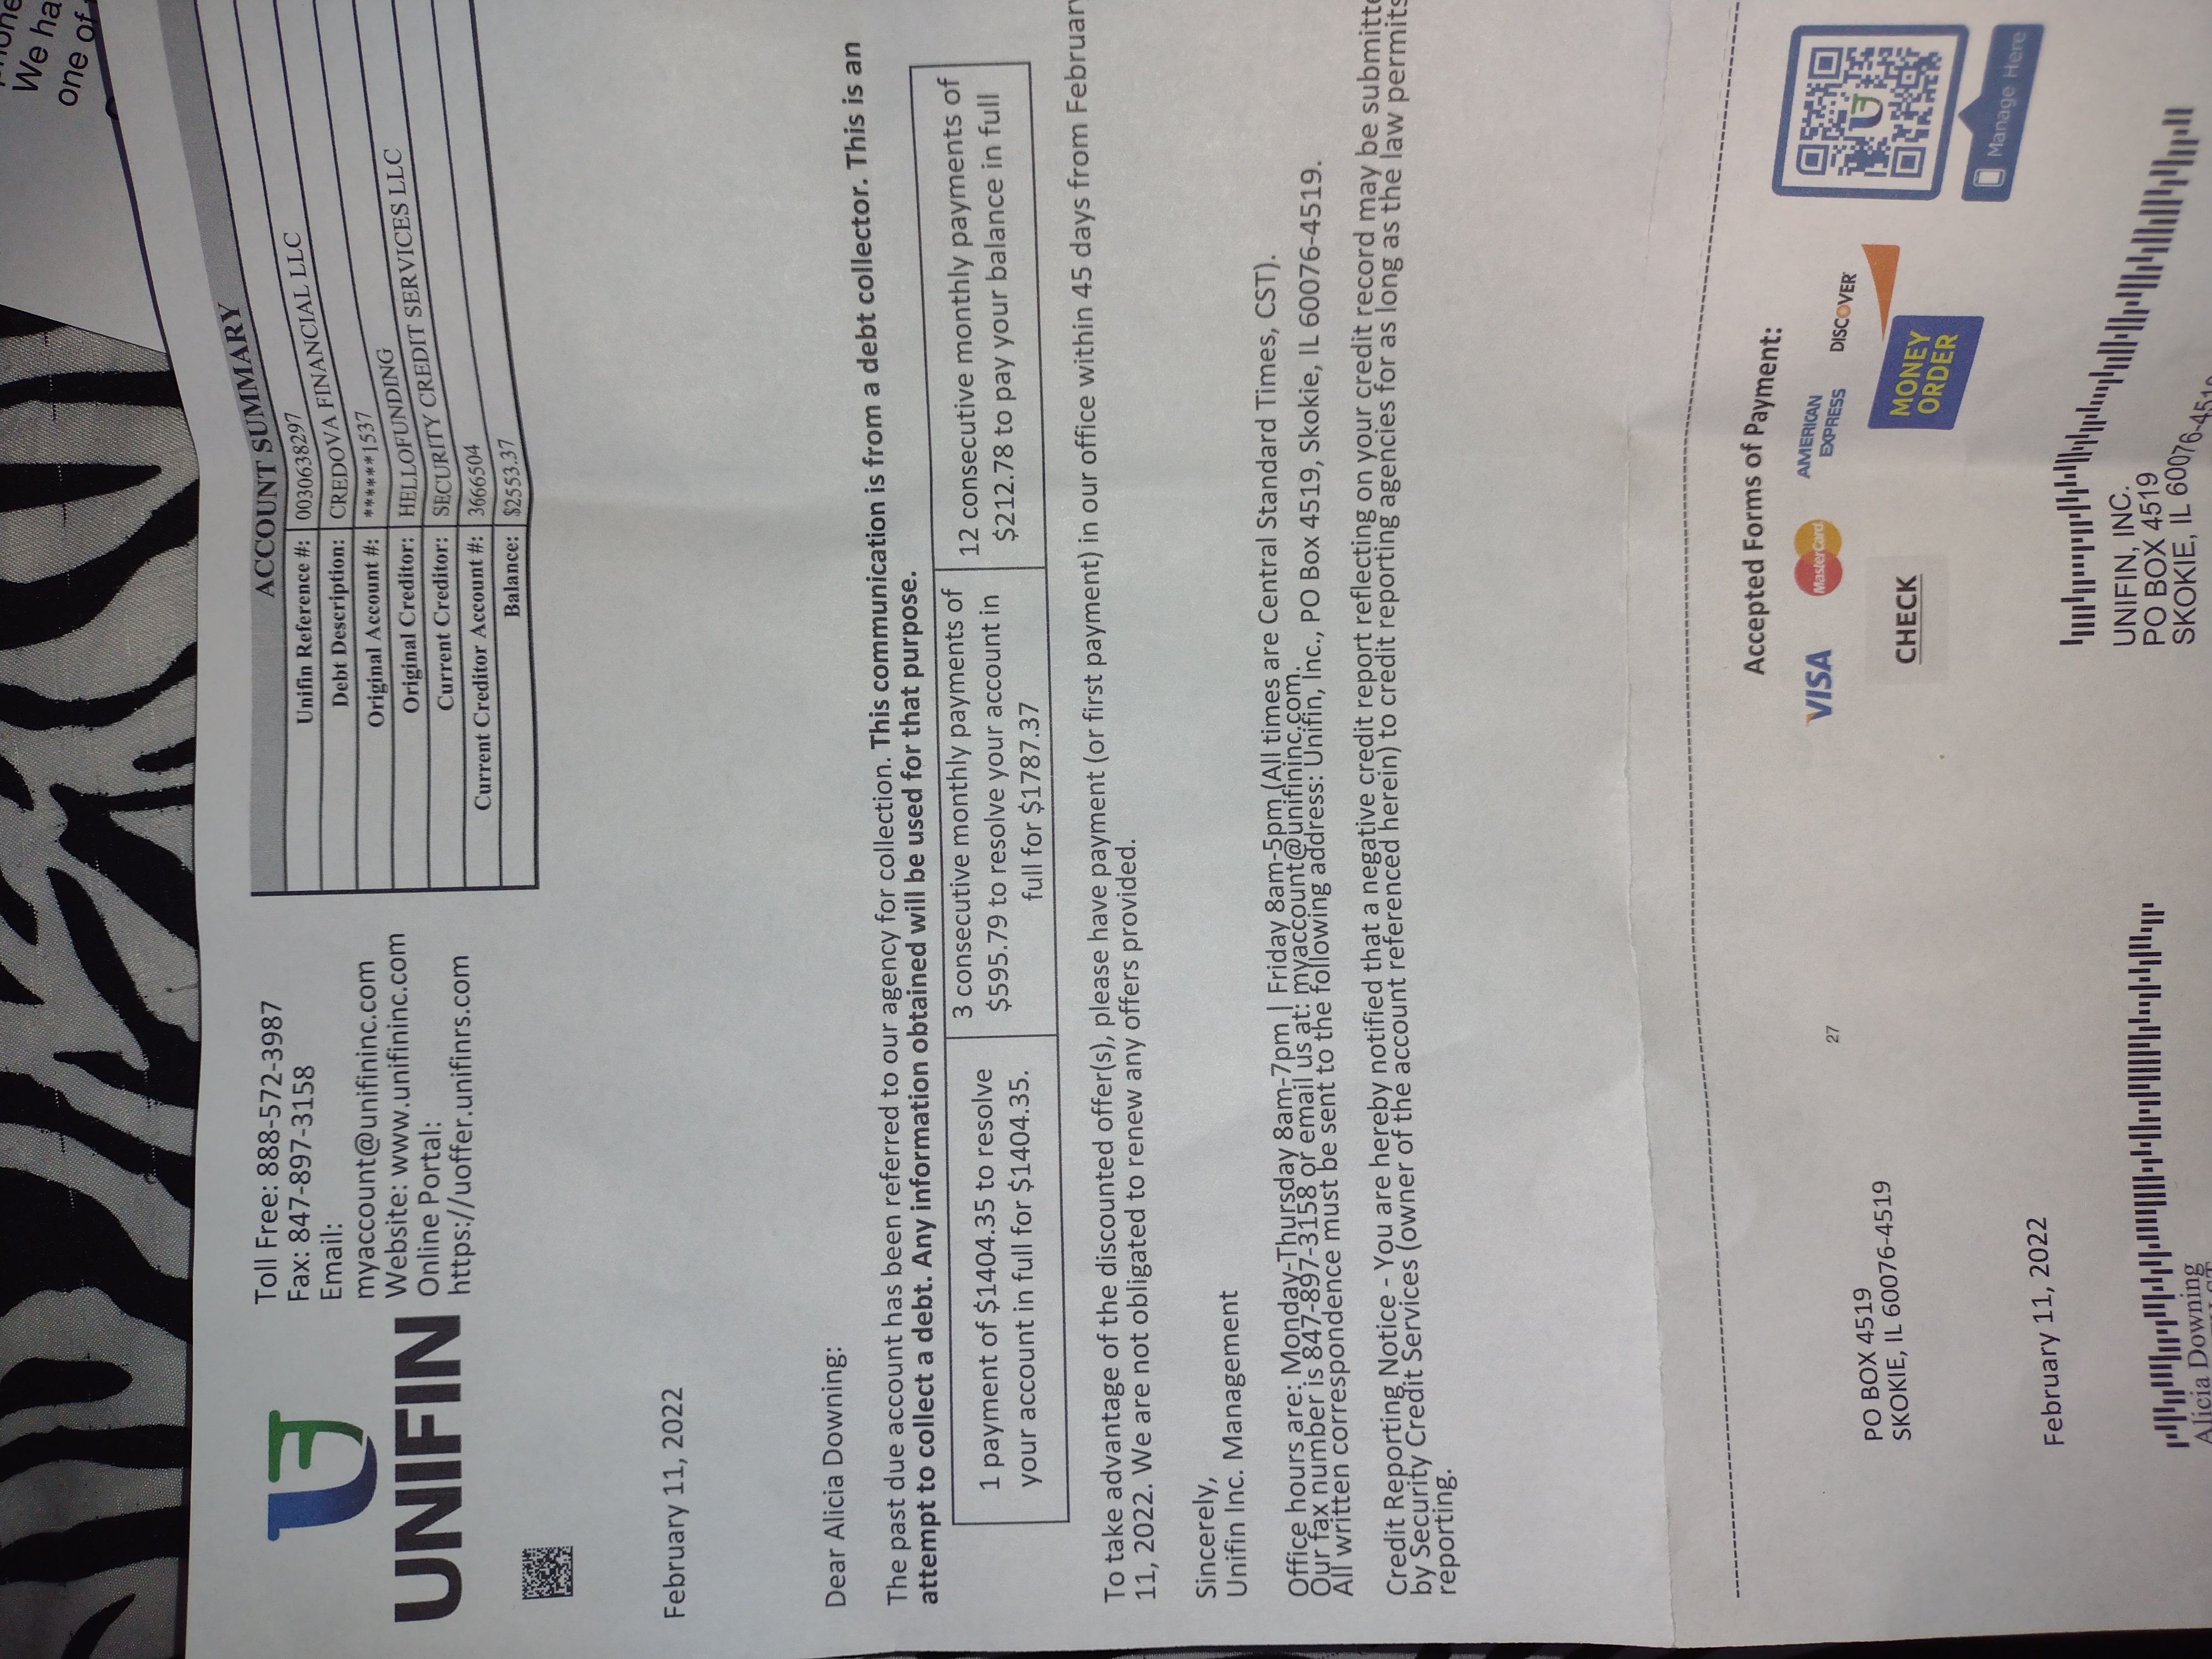 We ha
one of
UNIFIN
Toll Free: 888-572-3987
Fax: 847-897-3158
Email:
myaccount@unifininc.com
Website: www.unifininc.com
Online Portal:
https://uoffer.unifinrs.com
ACCOUNT SUMMARY
Unifin Reference #: 0030638297
Debt Description: CREDOVA FINANCIAL LLC
Original Account #: ******1537
Original Creditor: HELLOFUNDING
Current Creditor: SECURITY CREDIT SERVICES LLC
Current Creditor Account #: 3666504
Balance: $2553.37
February 11, 2022
Dear Alicia Downing:
The past due account has been referred to our agency for collection. This communication is from a debt collector. This is an
attempt to collect a debt. Any information obtained will be used for that purpose.
1 payment of $1404.35 to resolve
your account in full for $1404.35.
3 consecutive monthly payments of
$595.79 to resolve your account in
full for $1787.37
12 consecutive monthly payments of
$212.78 to pay your balance in full
To take advantage of the discounted offer(s), please have payment (or first payment) in our office within 45 days from February
11, 2022. We are not obligated to renew any offers provided.
Sincerely,
Unifin Inc. Management
Office hours are: Monday-Thursday 8am-7pm | Friday 8am-5pm (All times are Central Standard Times, CST).
Our fax number is 847-897-3158 or email us at: myaccount@unifininc.com.
All written correspondence must be sent to the following address: Unifin, Inc., PO Box 4519, Skokie, IL 60076-4519.
Credit Reporting Notice - You are hereby notified that a negative credit report reflecting on your credit record may be submitte
by Security Credit Services (owner of the account referenced herein) to credit reporting agencies for as long as the law permits
reporting.
Accepted Forms of Payment:
VISA
MasterCard
AMERICAN
EXPRESS
DISCOVER
CHECK
MONEY
ORDER
Manage Here
27
PO BOX 4519
SKOKIE, IL 60076-4519
February 11, 2022
Alicia Downing
UNIFIN, INC.
PO BOX 4519
SKOKIE, IL 60076-4519